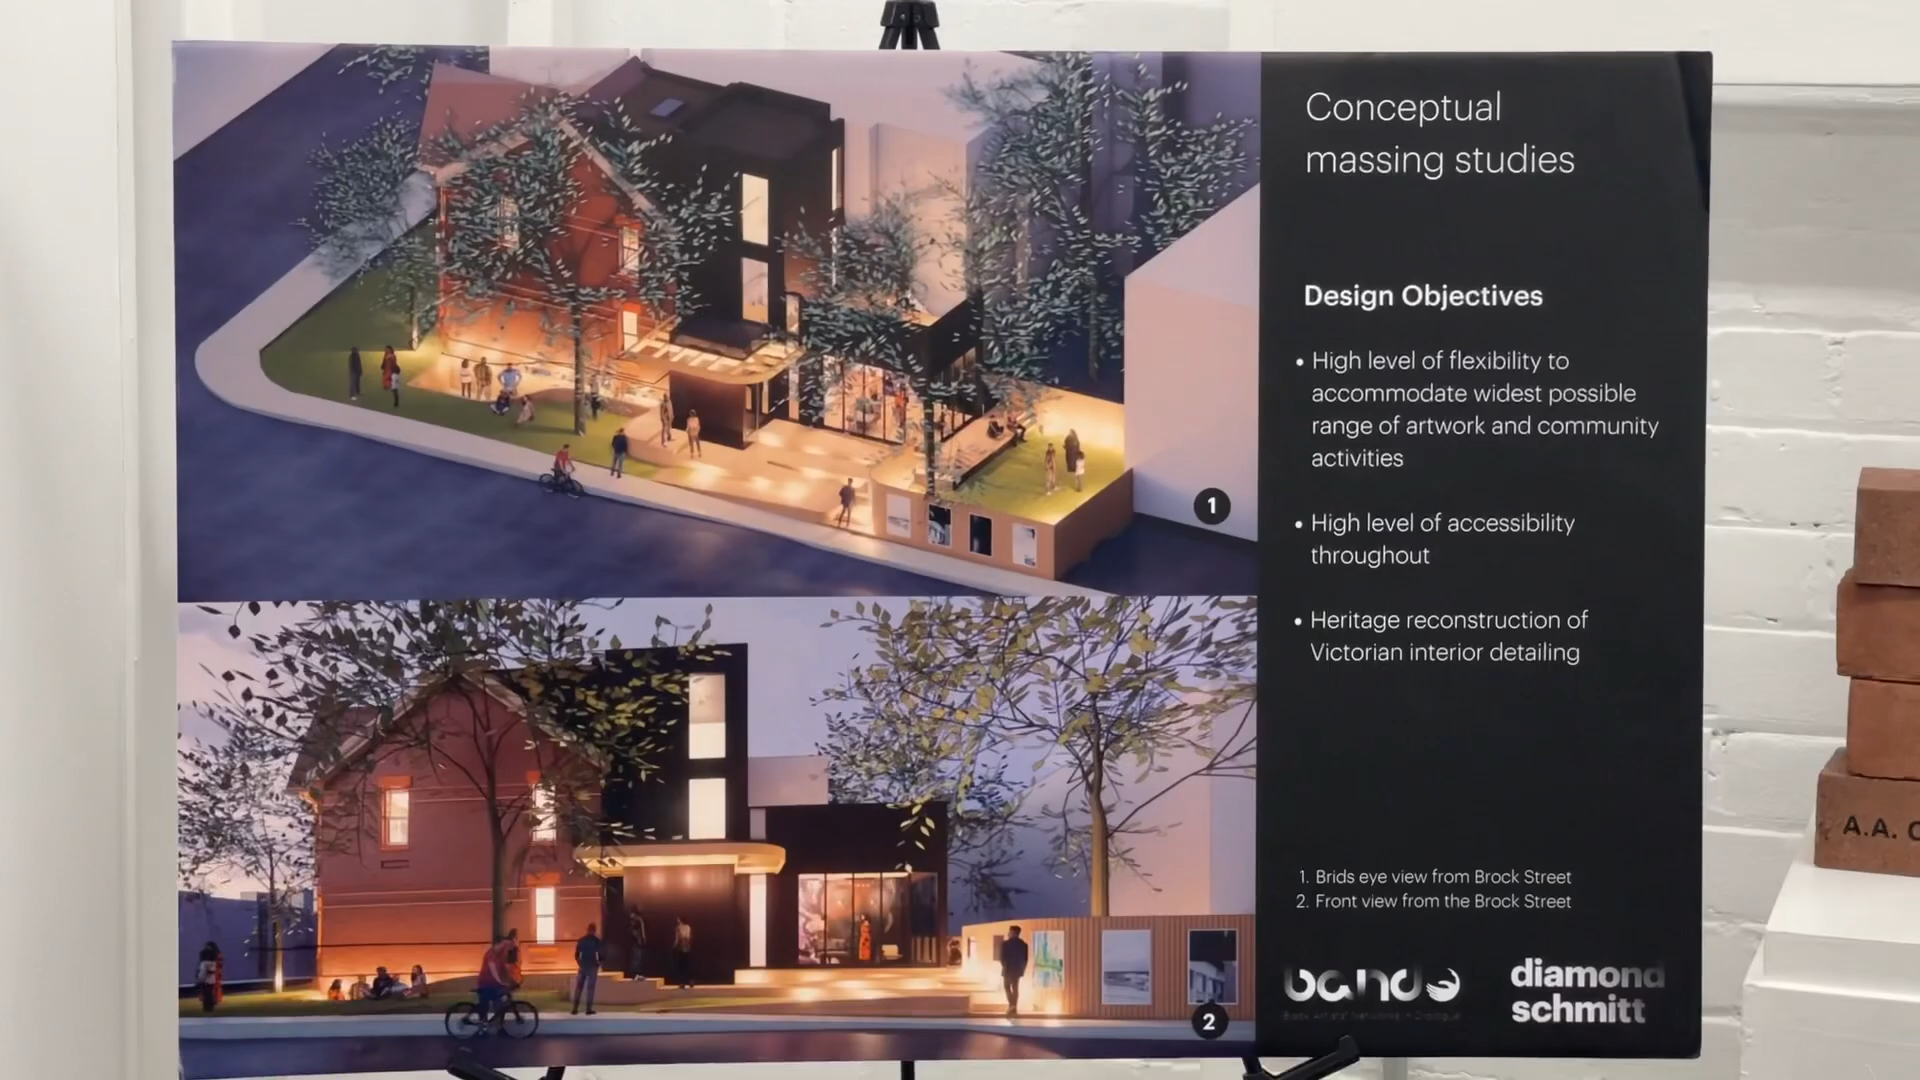 Conceptual
massing studies
Design Objectives
• High level of flexibility to
accommodate widest possible
range of artwork and community
activities
• High level of accessibility
throughout
• Heritage reconstruction of
Victorian interior detailing
1. Brids eye view from Brock Street
2. Front view from the Brock Street
band
diamond
schmitt
1
2
A.A.